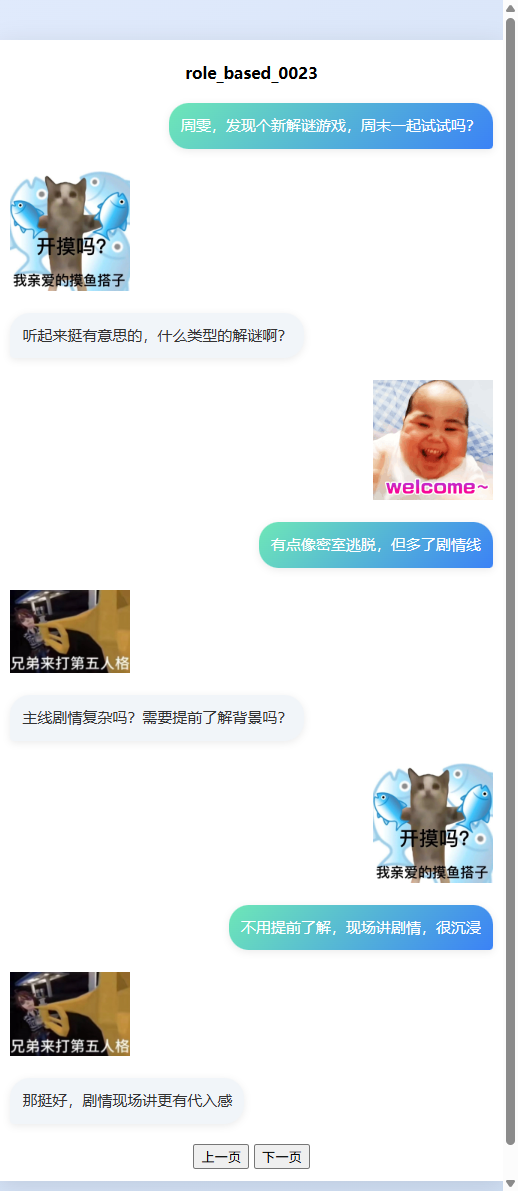 role_based_0023
周雯，发现个新解谜游戏，周末一起试试吗？
开摸吗?
我亲爱的摸鱼搭子
听起来挺有意思的，什么类型的解谜啊？
welcome~
有点像密室逃脱，但多了剧情线
兄弟来打第五人格
主线剧情复杂吗？需要提前了解背景吗？
开摸吗?
我亲爱的摸鱼搭子
不用提前了解，现场讲剧情，很沉浸
兄弟来打第五人格
那挺好，剧情现场讲更有代入感
上一页 下一页